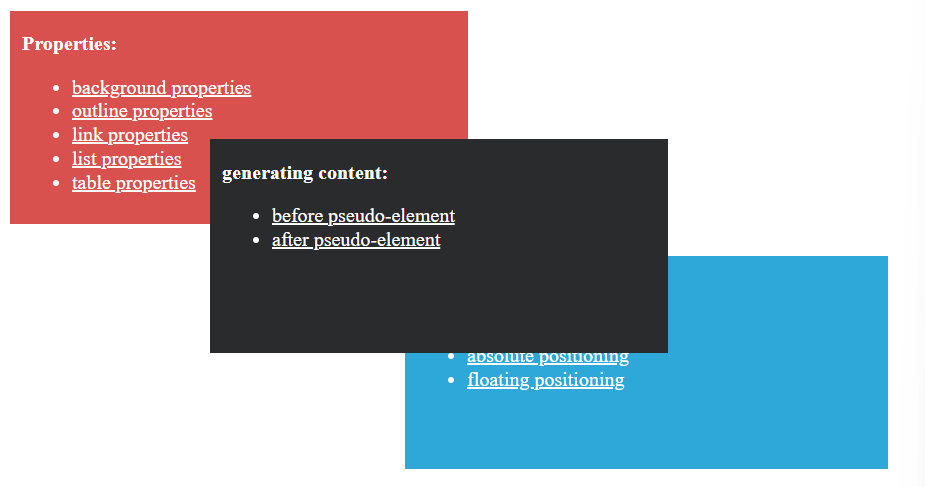 Properties:
background properties
outline properties
link properties
list properties
table properties
generating content:
before pseudo-element
after pseudo-element
absolute positioning
floating positioning